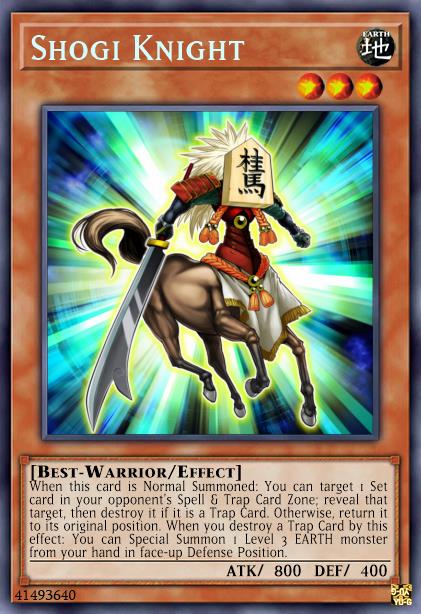 Shogi Knight
EARTH
地
桂馬
[Best-Warrior/Effect]
When this card is Normal Summoned: You can target 1 Set
card in your opponent's Spell & Trap Card Zone; reveal that
target, then destroy it if it is a Trap Card. Otherwise, return it
to its original position. When you destroy a Trap Card by this
effect: You can Special Summon 1 Level 3 EARTH monster
from your hand in face-up Defense Position.
ATK/ 800 DEF/ 400
41493640